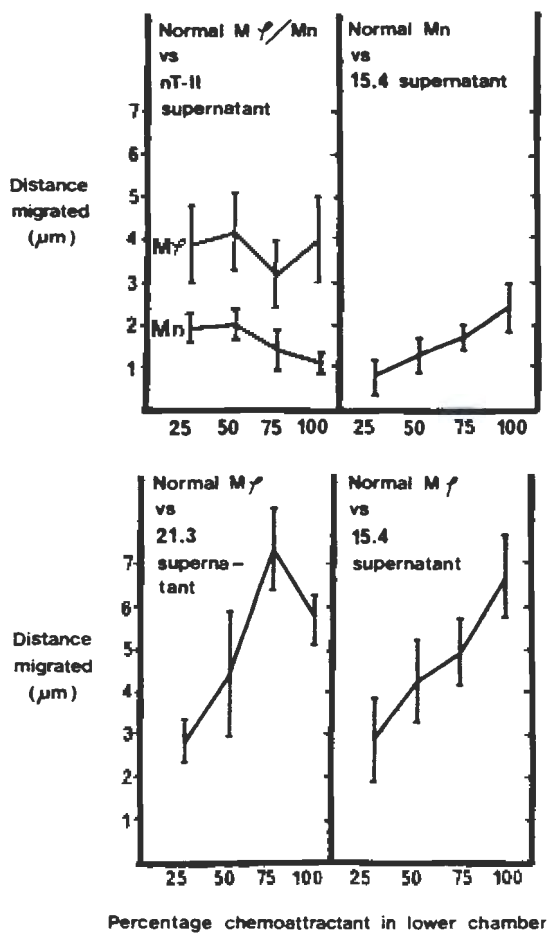 Normal M φ/Mn
vs
nT-II
supernatant
Normal Mn
vs
15.4 supernatant
Distance
migrated
(µm)
7
6
5
4
3
2
1
Mφ
Mn
25 50 75 100
25 50 75 100
Normal M φ
vs
21.3
superna-
tant
Normal M φ
vs
15.4
supernatant
Distance
migrated
(µm)
7
6
5
4
3
2
1
25 50 75 100
25 50 75 100
Percentage chemoattractant in lower chamber